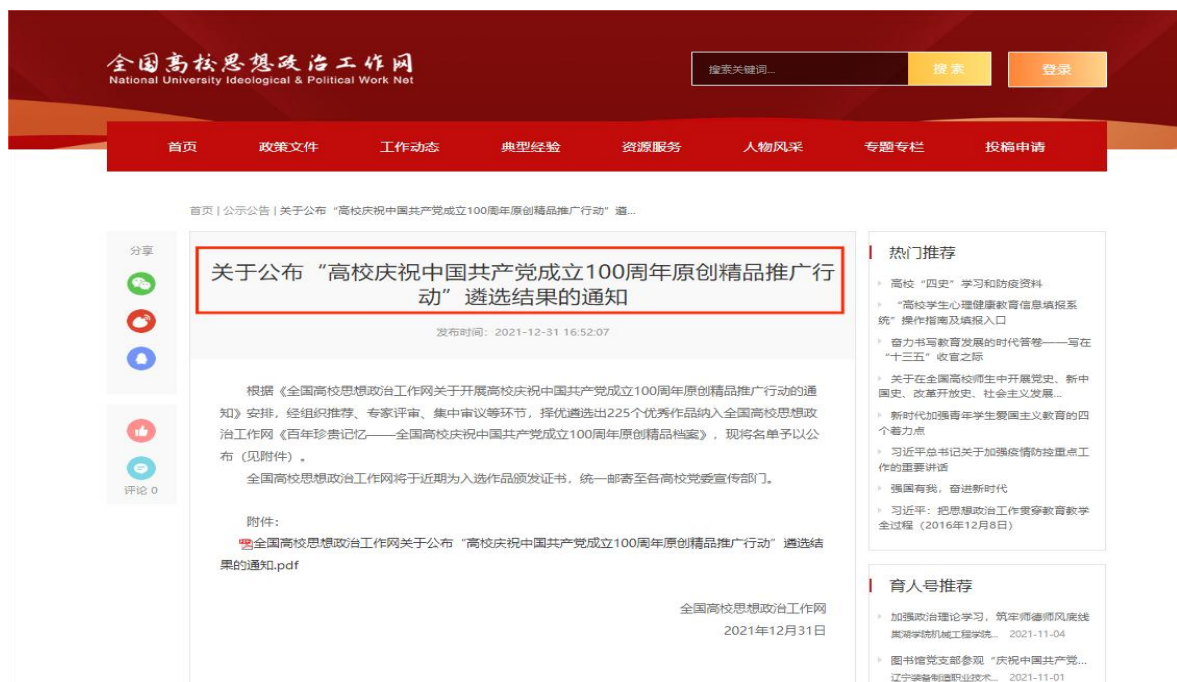 全国高校思想政治工作网
National University Ideological & Political Work Net
搜索关键词...
搜索
登录
首页
政策文件
工作动态
典型经验
资源服务
人物风采
专题专栏
投稿申请
首页 | 公示公告 | 关于公布“高校庆祝中国共产党成立100周年原创精品推广行动”遴...
分享
评论 0
关于公布“高校庆祝中国共产党成立100周年原创精品推广行
动”遴选结果的通知
发布时间：2021-12-31 16:52:07
根据《全国高校思想政治工作网关于开展高校庆祝中国共产党成立100周年原创精品推广行动的通
知》安排，经组织推荐、专家评审、集中审议等环节，择优遴选出225个优秀作品纳入全国高校思想政
治工作网《百年珍贵记忆——全国高校庆祝中国共产党成立100周年原创精品档案》，现将名单予以公
布（见附件）。
全国高校思想政治工作网将于近期为入选作品颁发证书，统一邮寄至各高校党委宣传部门。
附件：
全国高校思想政治工作网关于公布“高校庆祝中国共产党成立100周年原创精品推广行动”遴选结
果的通知.pdf
全国高校思想政治工作网
2021年12月31日
热门推荐
高校“四史”学习和防疫资料
“高校学生心理健康教育信息填报系
统”操作指南及填报入口
奋力书写教育发展的时代答卷——写在
“十三五”收官之际
关于在全国高校师生中开展党史、新中
国史、改革开放史、社会主义发展...
新时代加强青年学生爱国主义教育的四
个着力点
习近平总书记关于加强疫情防控重点工
作的重要讲话
强国有我，奋进新时代
习近平：把思想政治工作贯穿教育教学
全过程（2016年12月8日）
育人号推荐
加强政治理论学习，筑牢师德师风底线
巢湖学院机械工程学院... 2021-11-04
图书馆党支部参观“庆祝中国共产党...
辽宁装备制造职业技术... 2021-11-01